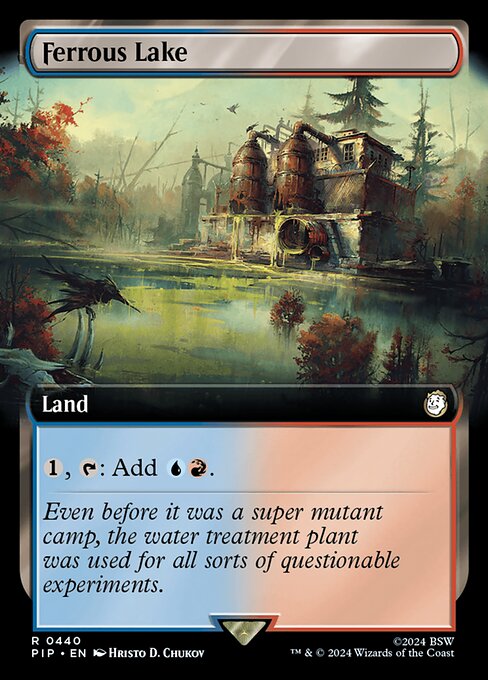 Ferrous Lake
Land
1, T: Add UR.
Even before it was a super mutant
camp, the water treatment plant
was used for all sorts of questionable
experiments.
R 0440
PIP • EN Hristo D. Chukov
©2024 BSW
™ & © 2024 Wizards of the Coast